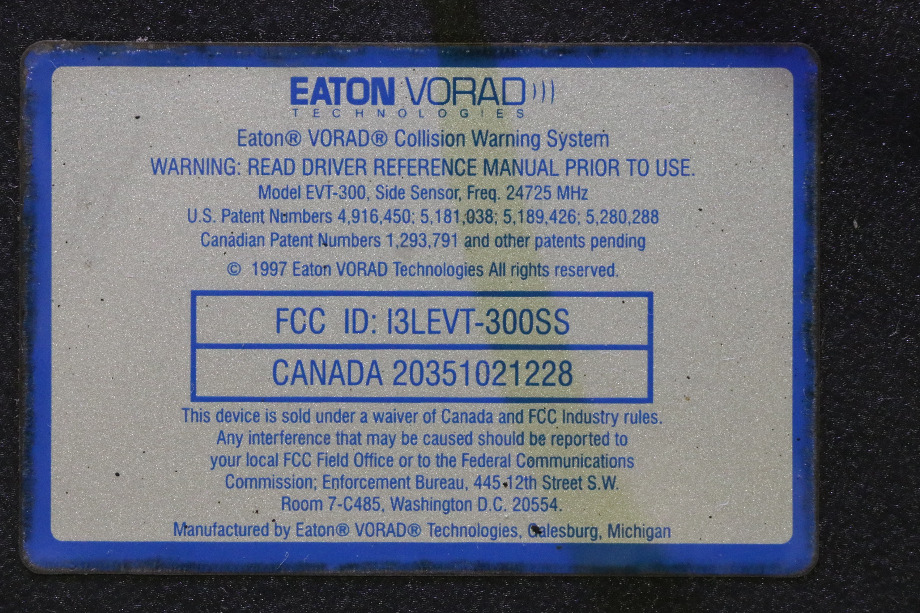 EATON VORAD
TECHNOLOGIES
Eaton® VORAD® Collision Warning System
WARNING: READ DRIVER REFERENCE MANUAL PRIOR TO USE.
Model EVT-300, Side Sensor, Freq. 24725 MHz
U.S. Patent Numbers 4,916,450; 5,181,038; 5,189,426; 5,280,288
Canadian Patent Numbers 1,293,791 and other patents pending
© 1997 Eaton VORAD Technologies All rights reserved.
FCC ID: I3LEVT-300SS
CANADA 20351021228
This device is sold under a waiver of Canada and FCC Industry rules.
Any interference that may be caused should be reported to
your local FCC Field Office or to the Federal Communications
Commission; Enforcement Bureau, 445 12th Street S.W.
Room 7-C485, Washington D.C. 20554.
Manufactured by Eaton® VORAD® Technologies, Galesburg, Michigan